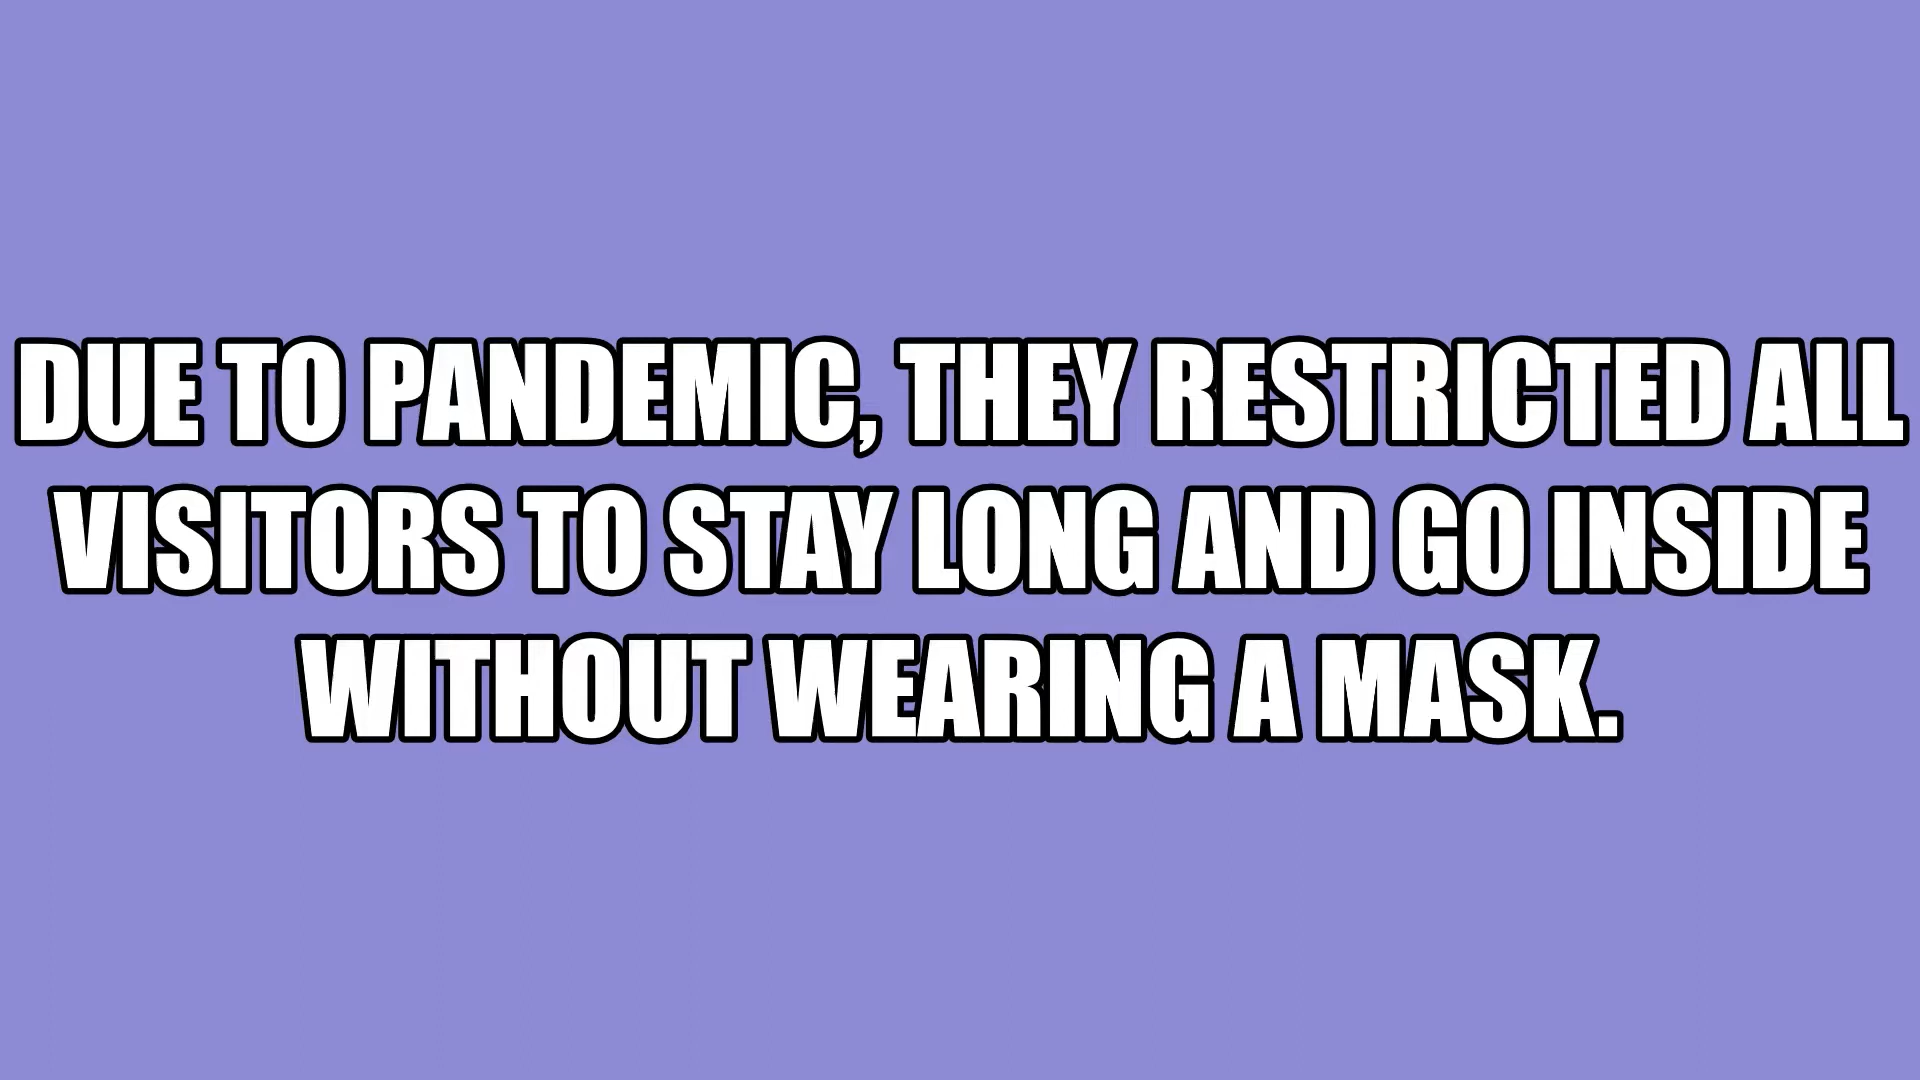 DUE TO PANDEMIC, THEY RESTRICTED ALL
VISITORS TO STAY LONG AND GO INSIDE
WITHOUT WEARING A MASK.